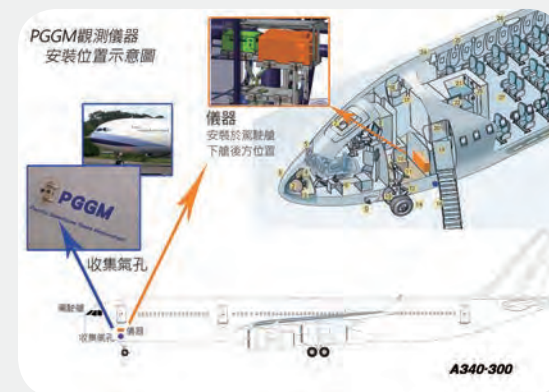 PGGM觀測儀器
安裝位置示意圖
儀器
安裝於駕駛艙
下艙後方位置
PGGM
收集氣孔
駕駛艙
儀器
收集氣孔
A340-300